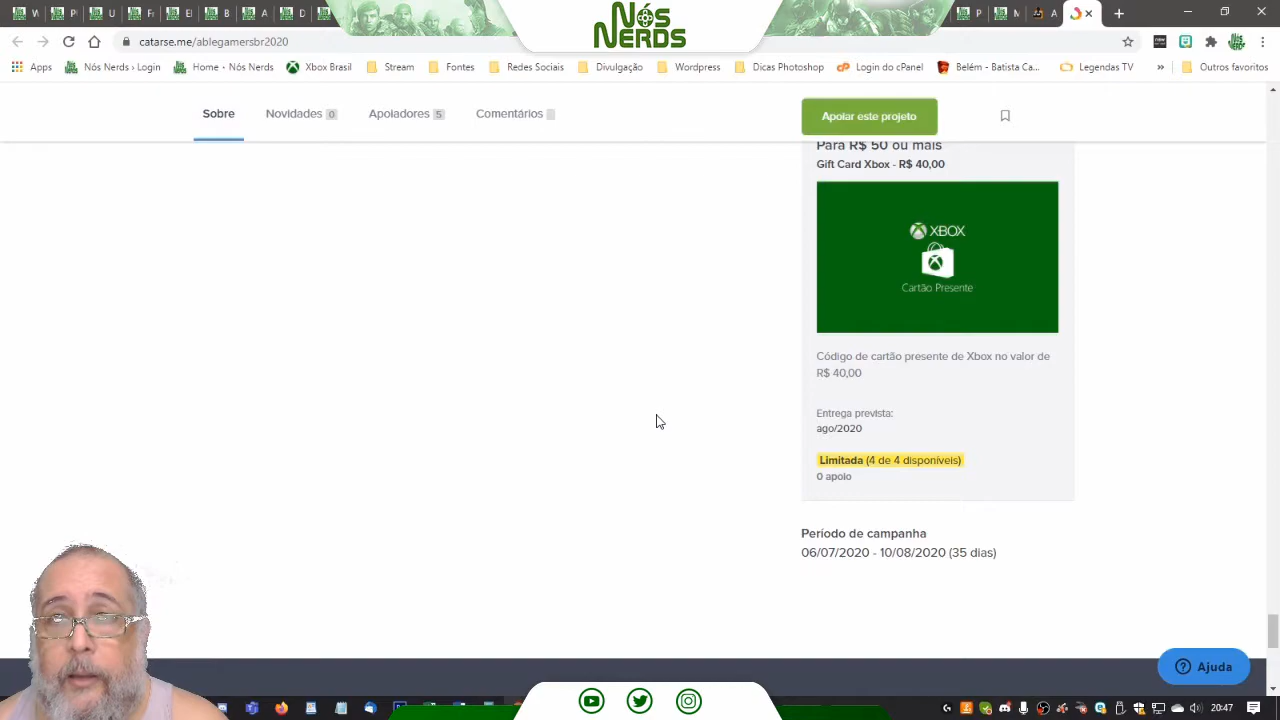 NÓS
NERDS
catarse.me/ablegamersbr2020
Apps
Nós Nerds › Login
Home - Nós Nerds
Xbox Brasil
Stream
Fontes
Redes Sociais
Divulgação
Wordpress
Dicas Photoshop
Login do cPanel
Belém - Batista Ca...
Legendas TV
»
Outros favoritos
Sobre
Novidades 0
Apoiadores 5
Comentários
Apoiar este projeto
Para R$ 50 ou mais
Gift Card Xbox - R$ 40,00
XBOX
Cartão Presente
Código de cartão presente de Xbox no valor de
R$ 40,00
Entrega prevista:
ago/2020
Limitada (4 de 4 disponíveis)
0 apoio
Período de campanha
06/07/2020 - 10/08/2020 (35 dias)
Ajuda
20:47